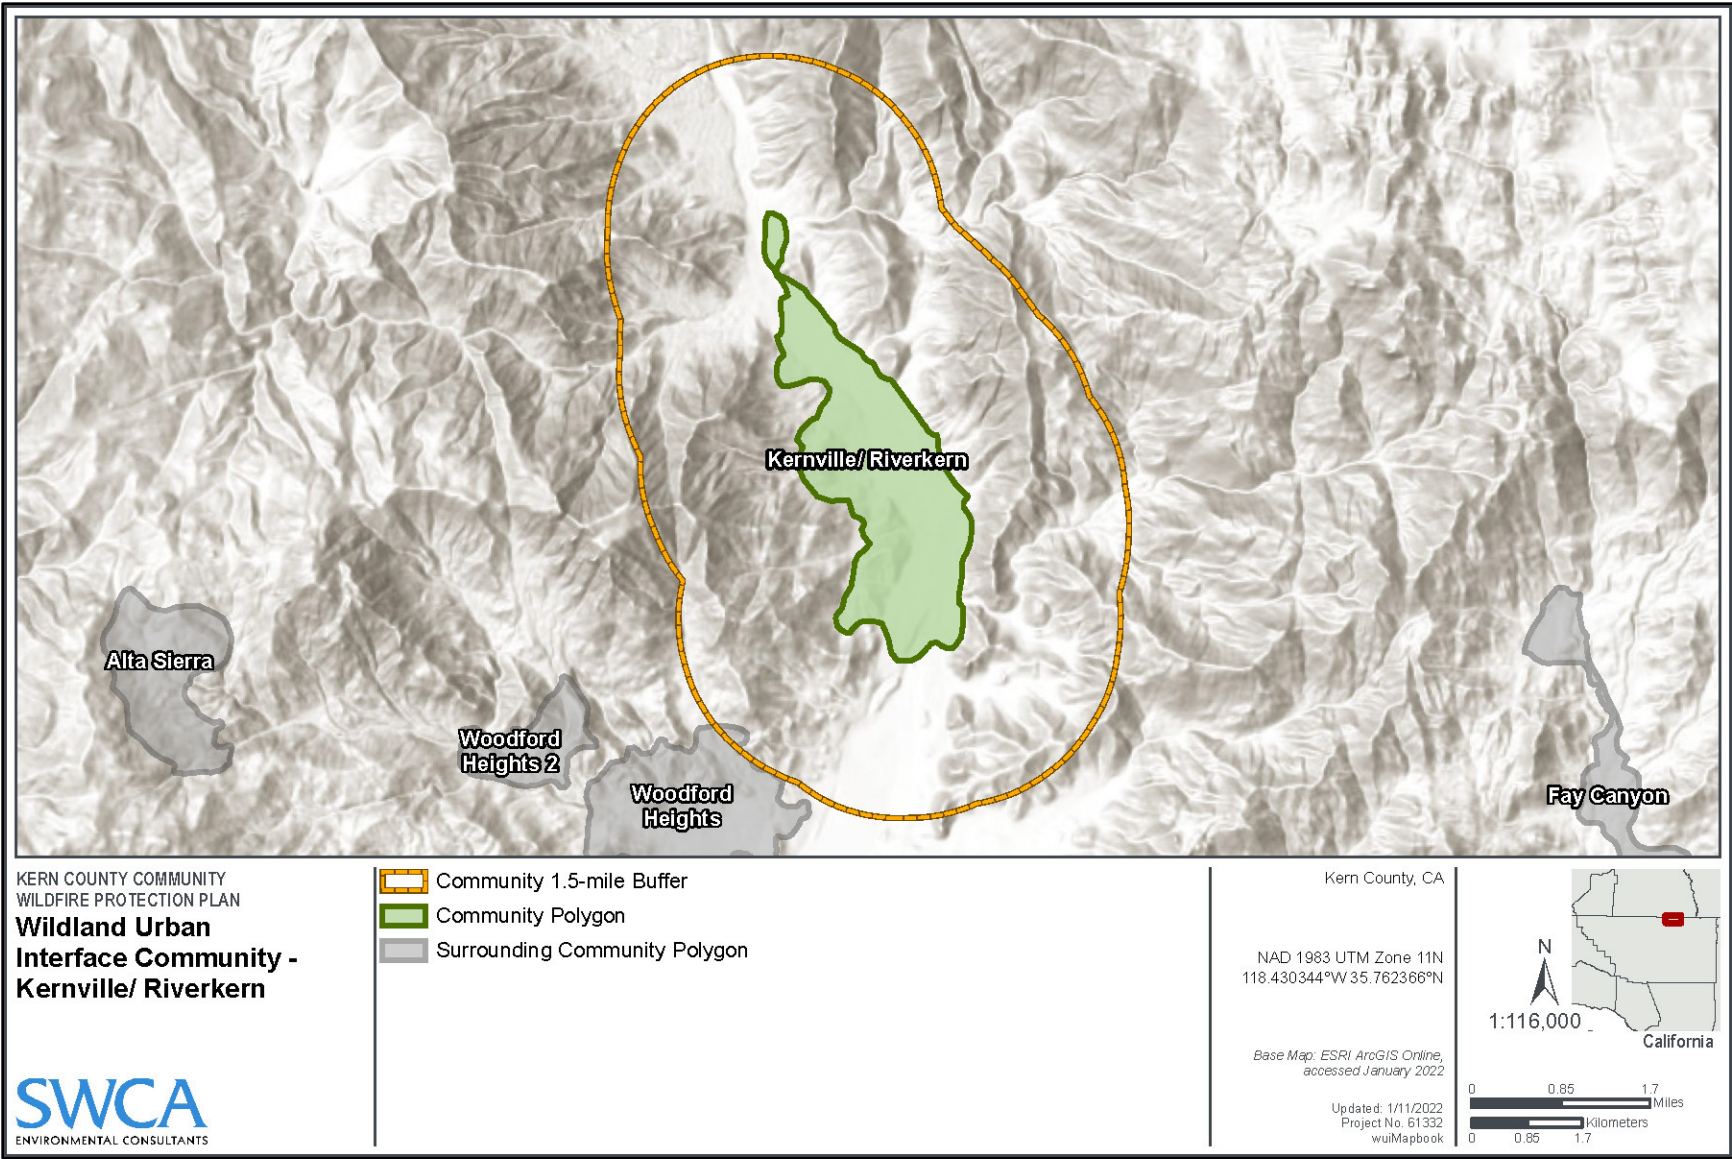 Kernville/ Riverkern
Alta Sierra
Woodford
Heights 2
Woodford
Heights
Fay Canyon
KERN COUNTY COMMUNITY
WILDFIRE PROTECTION PLAN
Wildland Urban
Interface Community -
Kernville/ Riverkern
SWCA
ENVIRONMENTAL CONSULTANTS
Community 1.5-mile Buffer
Community Polygon
Surrounding Community Polygon
Kern County, CA
NAD 1983 UTM Zone 11N
118.430344°W 35.762366°N
Base Map: ESRI ArcGIS Online,
accessed January 2022
Updated: 1/11/2022
Project No. 61332
wuiMapbook
N
1:116,000
California
0 0.85 1.7
Miles
Kilometers
0 0.85 1.7